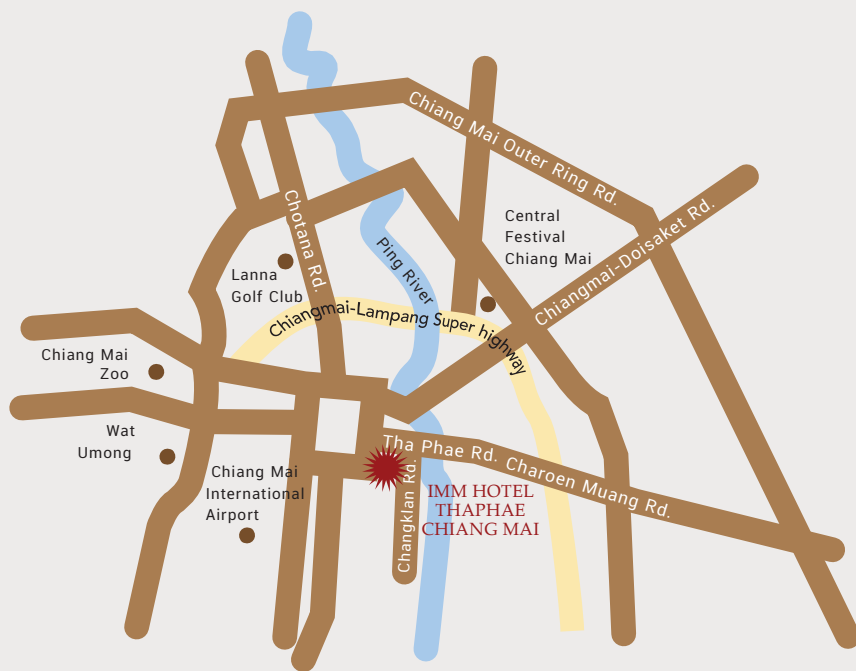 Chiang Mai Outer Ring Rd.
Chotana Rd.
Chiangmai-Doisaket Rd.
Central
Festival
Chiang Mai
Ping River
Lanna
Golf Club
Chiangmai-Lampang Super highway
Chiang Mai
Zoo
Wat
Umong
Tha Phae Rd.
Charoen Muang Rd.
Chiang Mai
International
Airport
Changklan Rd.
IMM HOTEL
THAPHAE
CHIANG MAI